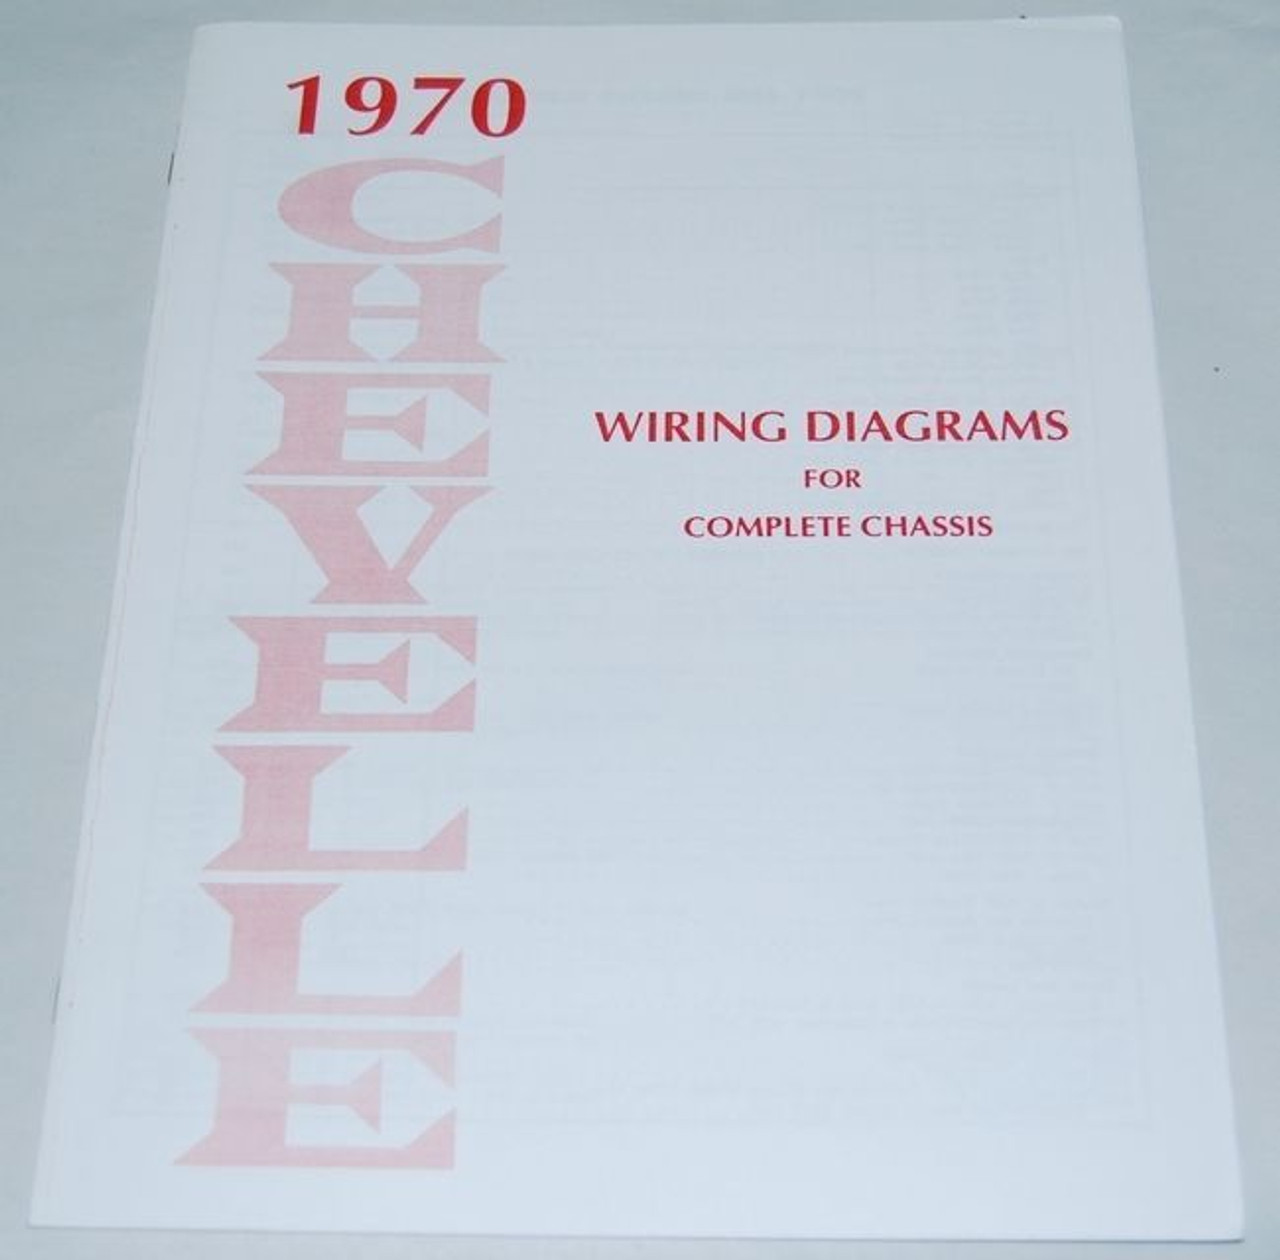 1970
CHEVELLE
WIRING DIAGRAMS
FOR
COMPLETE CHASSIS